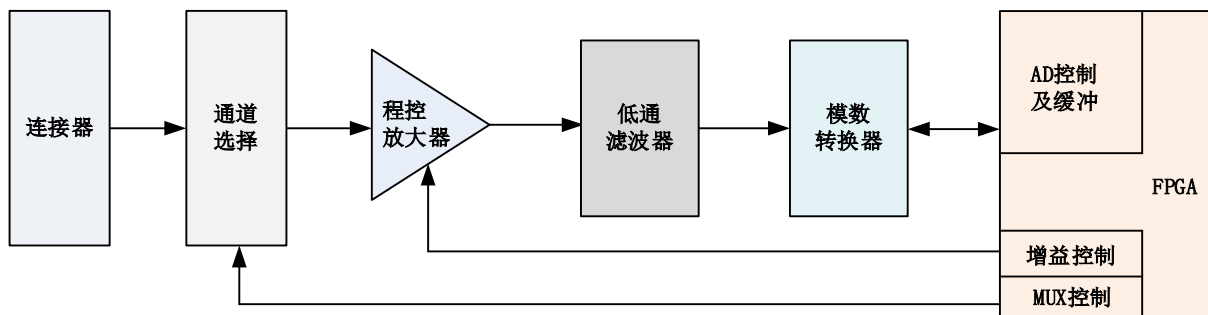 连接器
通道
选择
程控
放大器
低通
滤波器
模数
转换器
AD控制
及缓冲
FPGA
增益控制
MUX控制